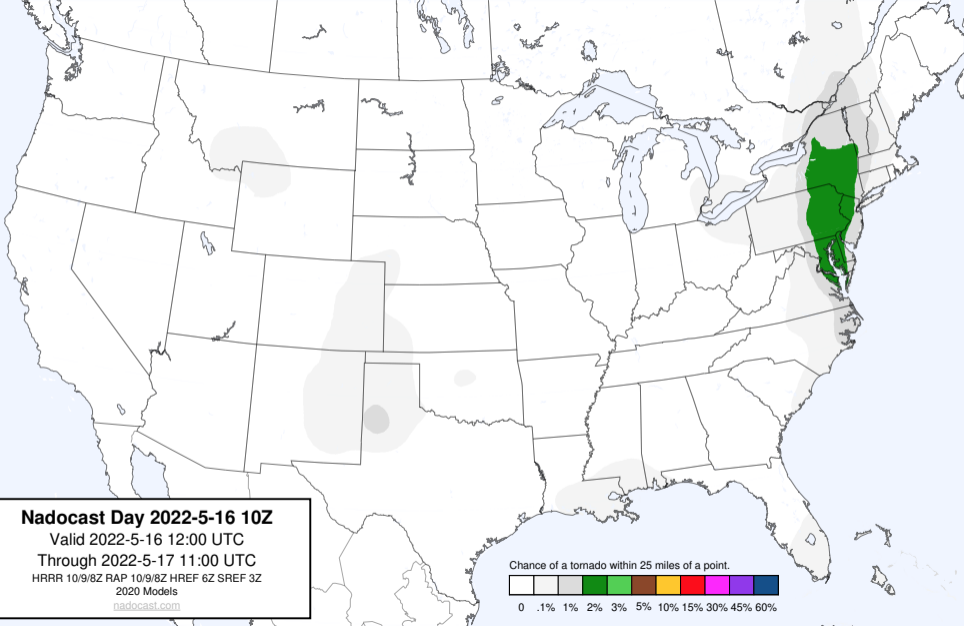 Nadocast Day 2022-5-16 10Z
Valid 2022-5-16 12:00 UTC
Through 2022-5-17 11:00 UTC
HRRR 10/9/8Z RAP 10/9/8Z HREF 6Z SREF 3Z
2020 Models
nadocast.com
Chance of a tornado within 25 miles of a point.
0 .1% 1% 2% 3% 5% 10% 15% 30% 45% 60%